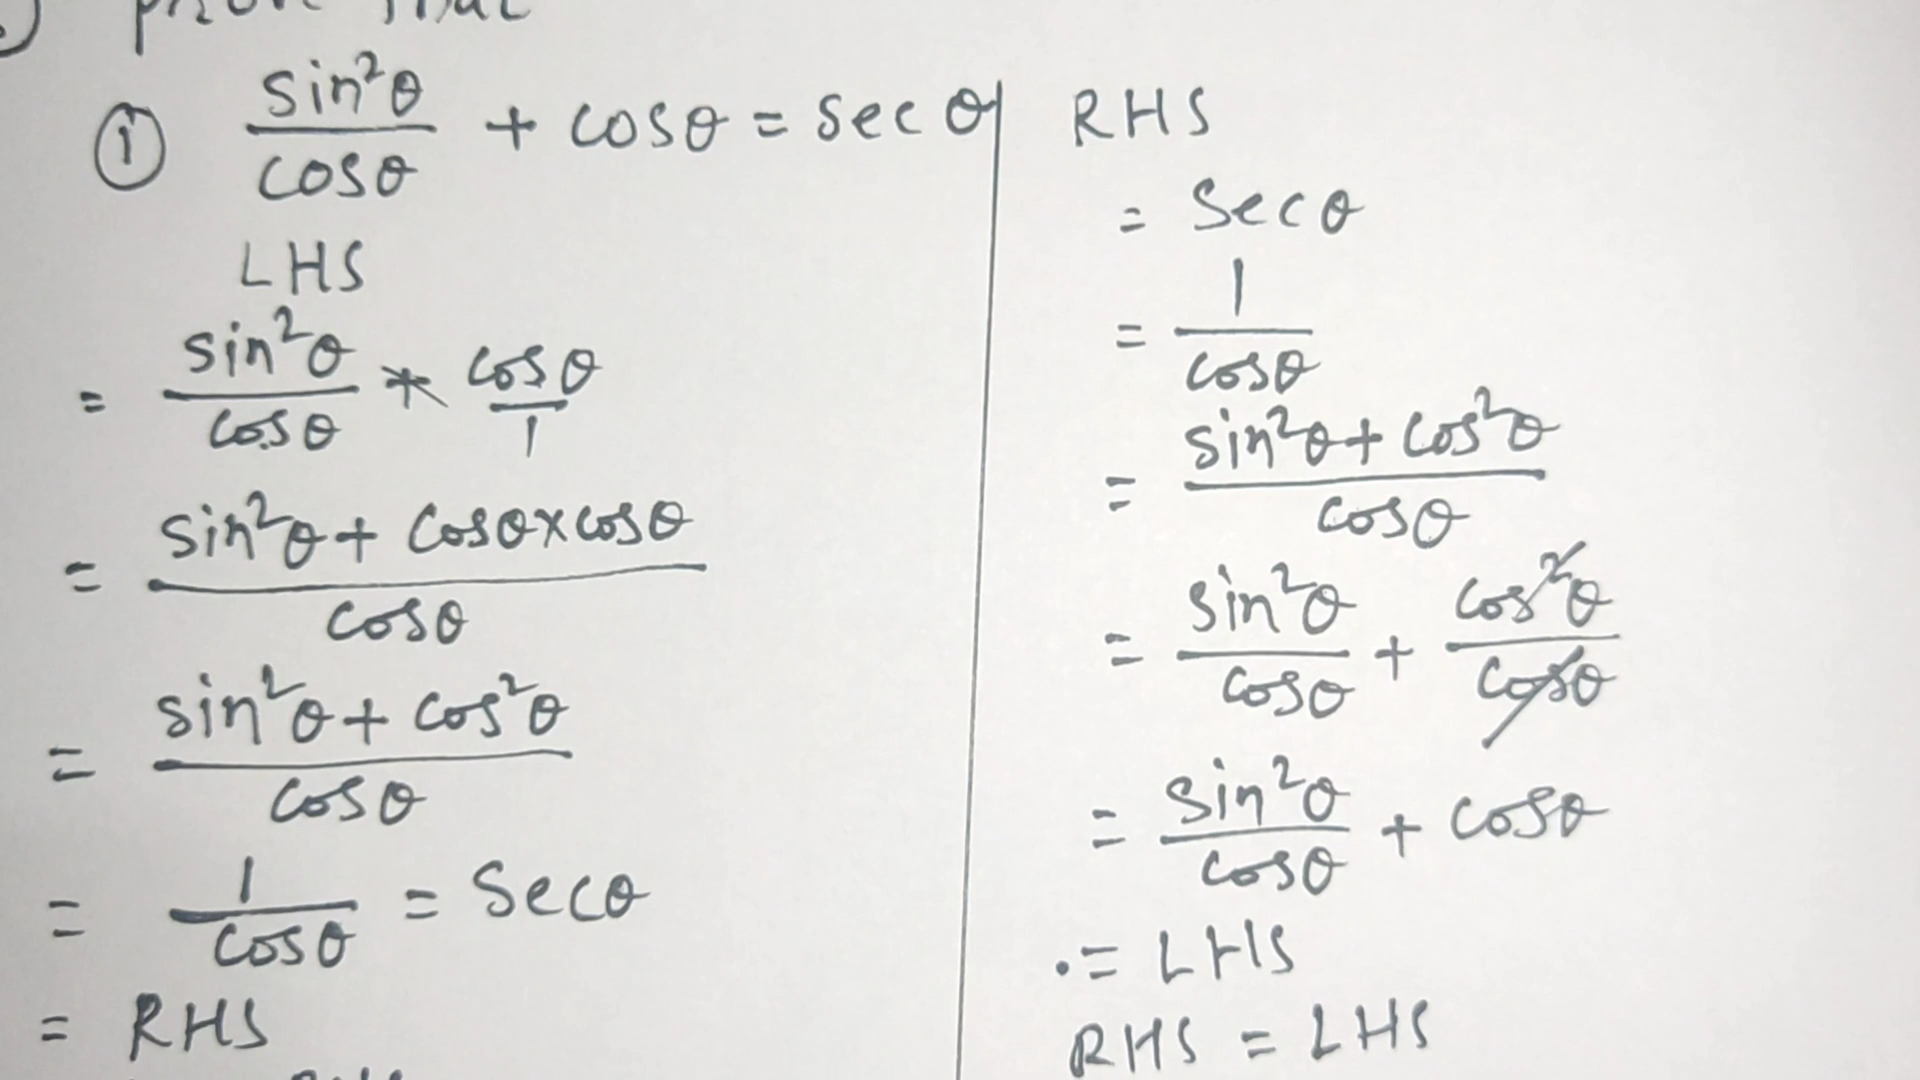 prove that
① sin²θ/cosθ + cosθ = secθ
LHS
= sin²θ/cosθ + cosθ/1
= (sin²θ + cosθ×cosθ)/cosθ
= (sin²θ + cos²θ)/cosθ
= 1/cosθ = Secθ
= RHS
RHS
= Secθ
= 1/cosθ
= (sin²θ + cos²θ)/cosθ
= sin²θ/cosθ + cos²θ/cosθ
= sin²θ/cosθ + cosθ
= LHS
RHS = LHS